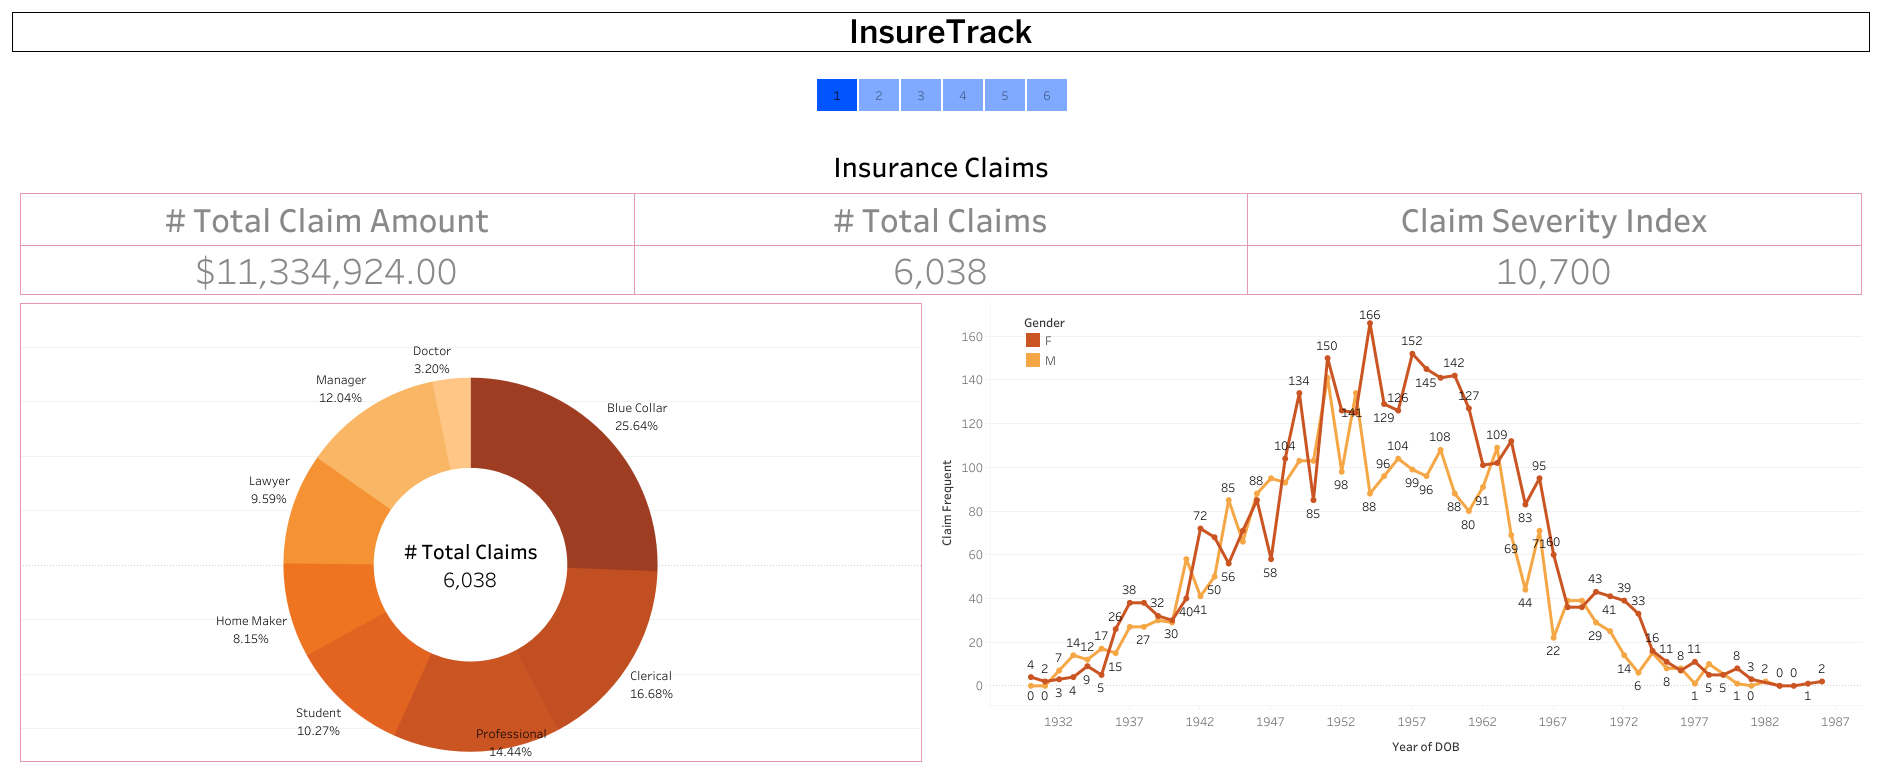 InsureTrack
1 2 3 4 5 6
Insurance Claims
# Total Claim Amount # Total Claims Claim Severity Index
$11,334,924.00 6,038 10,700
Doctor
3.20%
Manager
12.04%
Blue Collar
25.64%
Lawyer
9.59%
# Total Claims
6,038
Home Maker
8.15%
Clerical
16.68%
Student
10.27%
Professional
14.44%
Gender
F
M
Claim Frequent
160
140
120
100
80
60
40
20
0
4 2 7 14 12 17 26 38 32 72 85 88 104 134 150 166 152 142 127 109 95 60 43 39 33 16 11 8 11 8 3 2 0 0 2
0 0 3 4 9 5 15 27 30 40 41 50 56 58 85 98 141 88 129 96 126 104 99 145 96 108 88 80 91 69 83 44 71 22 29 41 14 6 8 1 5 5 1 0 1
1932 1937 1942 1947 1952 1957 1962 1967 1972 1977 1982 1987
Year of DOB